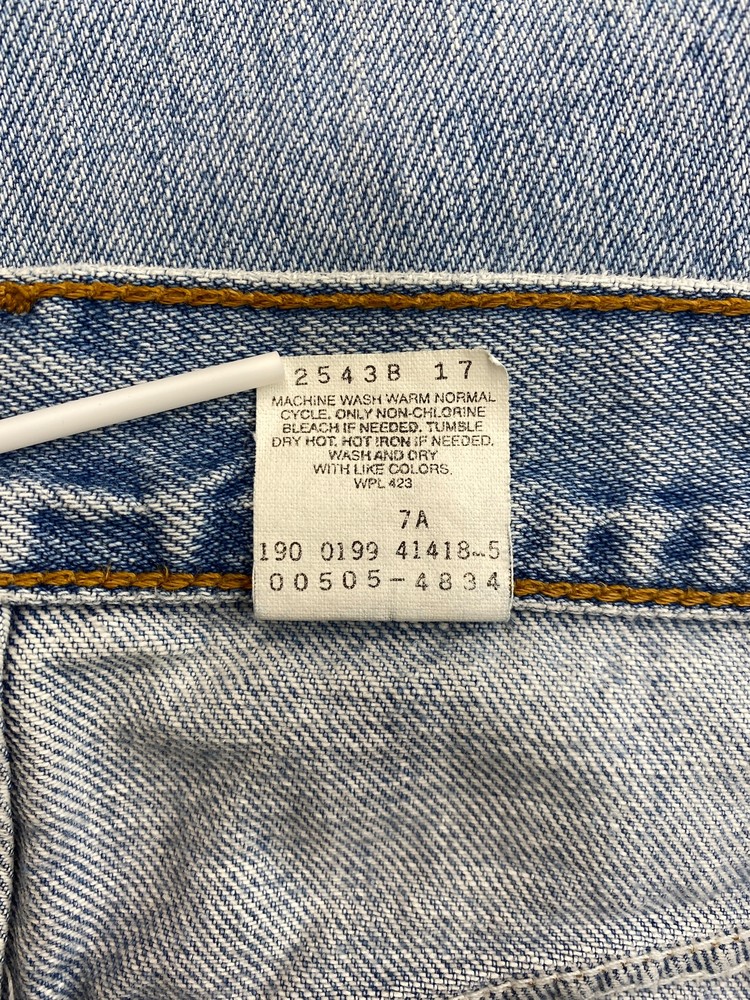 2543B 17
MACHINE WASH WARM NORMAL
CYCLE. ONLY NON-CHLORINE
BLEACH IF NEEDED. TUMBLE
DRY HOT. HOT IRON IF NEEDED.
WASH AND DRY
WITH LIKE COLORS.
WPL 423
7A
190 0199 41418-5
00505-4834